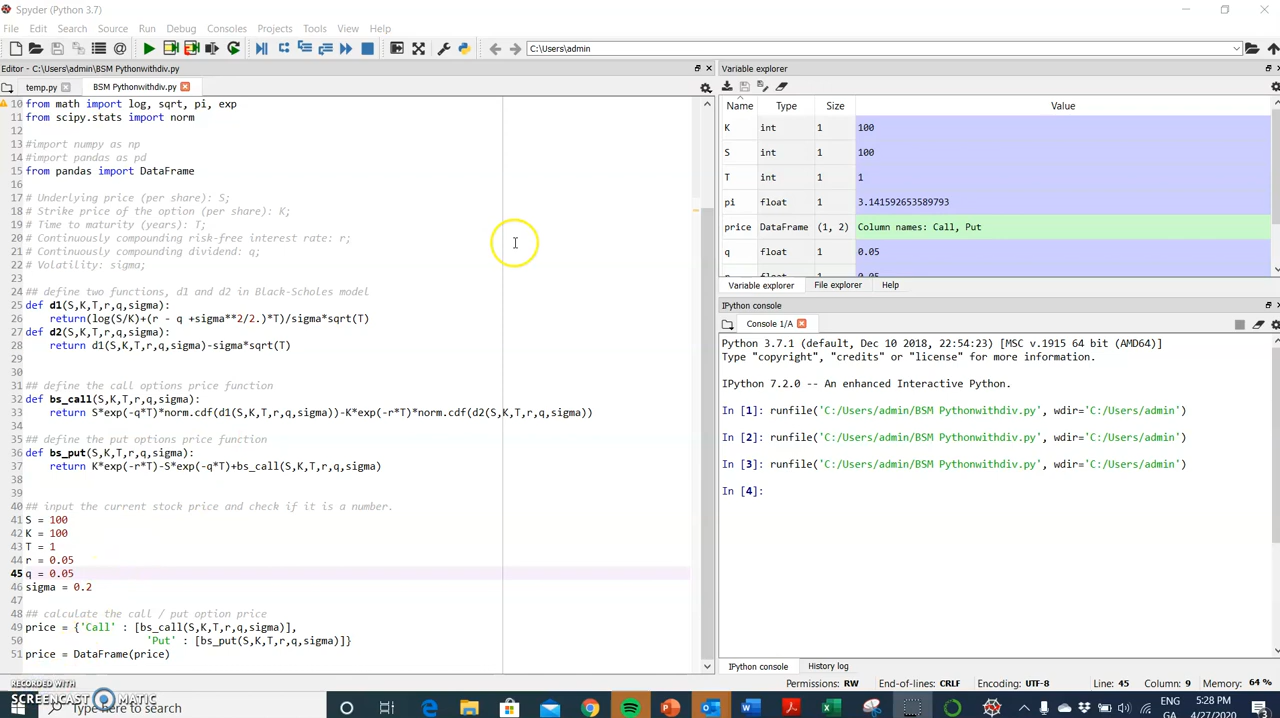 Spyder (Python 3.7)
File Edit Search Source Run Debug Consoles Projects Tools View Help
C:\Users\admin
Editor - C:\Users\admin\BSM Pythonwithdiv.py
temp.py BSM Pythonwithdiv.py
10 from math import log, sqrt, pi, exp
11 from scipy.stats import norm
12
13 #import numpy as np
14 #import pandas as pd
15 from pandas import DataFrame
16
17 # Underlying price (per share): S;
18 # Strike price of the option (per share): K;
19 # Time to maturity (years): T;
20 # Continuously compounding risk-free interest rate: r;
21 # Continuously compounding dividend: q;
22 # Volatility: sigma;
23
24 ## define two functions, d1 and d2 in Black-Scholes model
25 def d1(S,K,T,r,q,sigma):
26 return(log(S/K)+(r - q +sigma**2/2.)*T)/sigma*sqrt(T)
27 def d2(S,K,T,r,q,sigma):
28 return d1(S,K,T,r,q,sigma)-sigma*sqrt(T)
29
30
31 ## define the call options price function
32 def bs_call(S,K,T,r,q,sigma):
33 return S*exp(-q*T)*norm.cdf(d1(S,K,T,r,q,sigma))-K*exp(-r*T)*norm.cdf(d2(S,K,T,r,q,sigma))
34
35 ## define the put options price function
36 def bs_put(S,K,T,r,q,sigma):
37 return K*exp(-r*T)-S*exp(-q*T)+bs_call(S,K,T,r,q,sigma)
38
39
40 ## input the current stock price and check if it is a number.
41 S = 100
42 K = 100
43 T = 1
44 r = 0.05
45 q = 0.05
46 sigma = 0.2
47
48 ## calculate the call / put option price
49 price = {'Call' : [bs_call(S,K,T,r,q,sigma)],
50 'Put' : [bs_put(S,K,T,r,q,sigma)]}
51 price = DataFrame(price)
Variable explorer
Name Type Size Value
K int 1 100
S int 1 100
T int 1 1
pi float 1 3.141592653589793
price DataFrame (1, 2) Column names: Call, Put
q float 1 0.05
Variable explorer File explorer Help
IPython console
Console 1/A
Python 3.7.1 (default, Dec 10 2018, 22:54:23) [MSC v.1915 64 bit (AMD64)]
Type "copyright", "credits" or "license" for more information.
IPython 7.2.0 -- An enhanced Interactive Python.
In [1]: runfile('C:/Users/admin/BSM Pythonwithdiv.py', wdir='C:/Users/admin')
In [2]: runfile('C:/Users/admin/BSM Pythonwithdiv.py', wdir='C:/Users/admin')
In [3]: runfile('C:/Users/admin/BSM Pythonwithdiv.py', wdir='C:/Users/admin')
In [4]:
IPython console History log
Permissions: RW End-of-lines: CRLF Encoding: UTF-8 Line: 45 Column: 9 Memory: 64 %
RECORDED WITH
SCREENCAST MATIC
Type here to search
ENG 5:28 PM
GA 4/27/2020